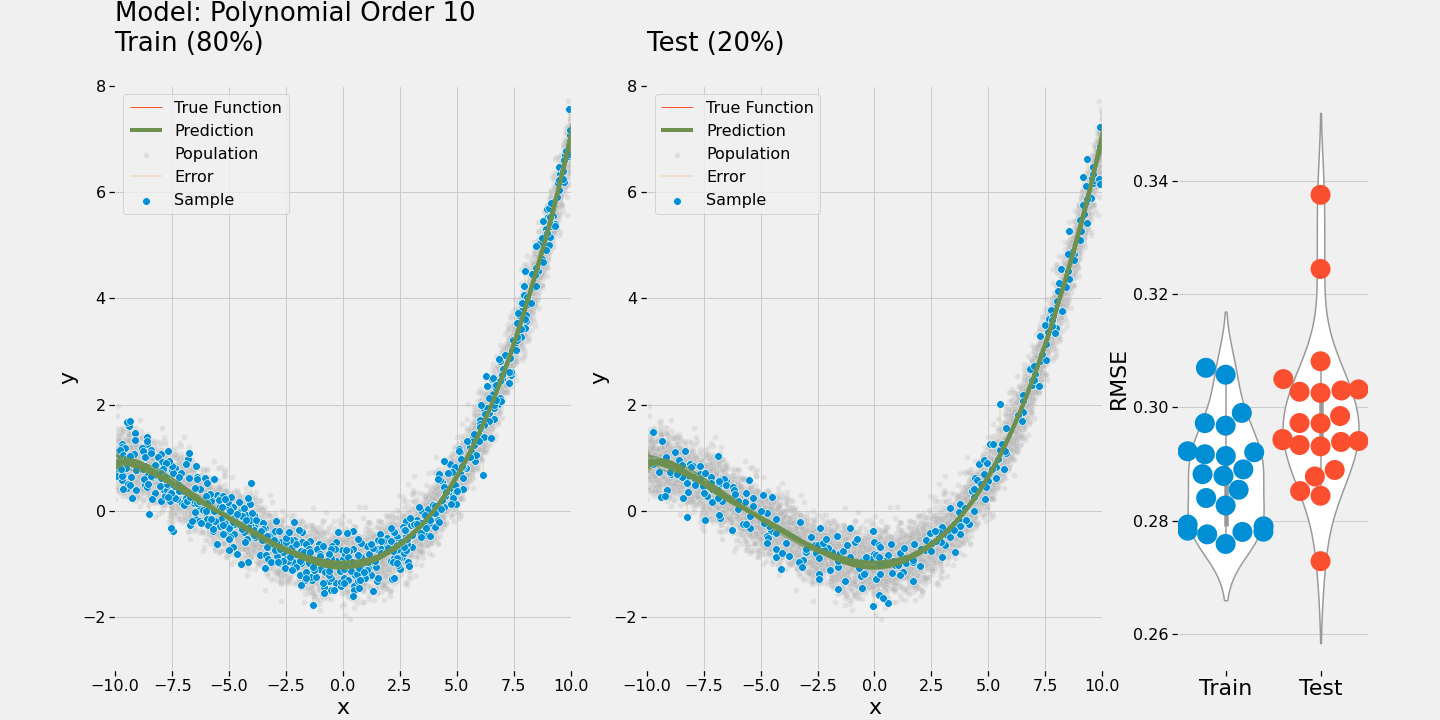 Model: Polynomial Order 10
Train (80%)
8
6
4
2
0
−2
y
True Function
Prediction
Population
Error
Sample
−10.0 −7.5 −5.0 −2.5 0.0 2.5 5.0 7.5 10.0
x
Test (20%)
8
6
4
2
0
−2
y
True Function
Prediction
Population
Error
Sample
−10.0 −7.5 −5.0 −2.5 0.0 2.5 5.0 7.5 10.0
x
RMSE
0.34
0.32
0.30
0.28
0.26
Train Test